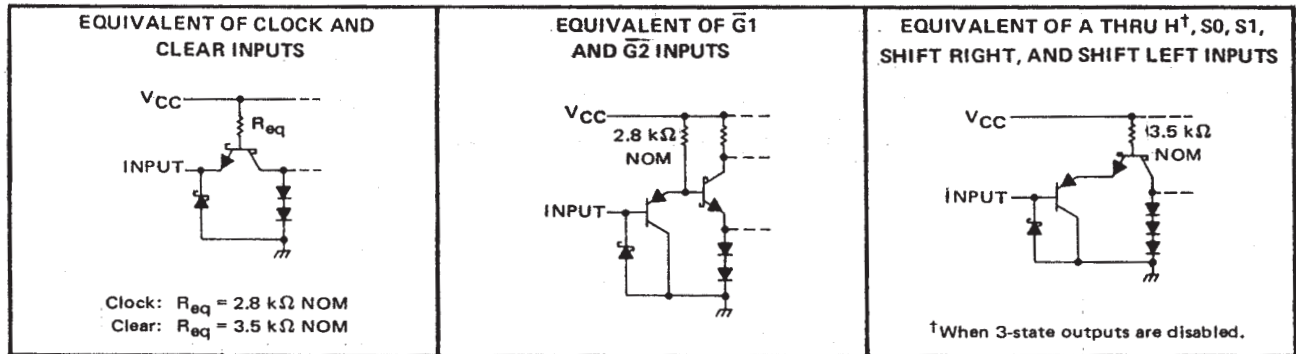 EQUIVALENT OF CLOCK AND
CLEAR INPUTS
VCC
Req
INPUT
Clock: Req = 2.8 kΩ NOM
Clear: Req = 3.5 kΩ NOM
EQUIVALENT OF G̅1
AND G̅2 INPUTS
VCC
2.8 kΩ
NOM
INPUT
EQUIVALENT OF A THRU H†, S0, S1,
SHIFT RIGHT, AND SHIFT LEFT INPUTS
VCC
3.5 kΩ
NOM
INPUT
†When 3-state outputs are disabled.